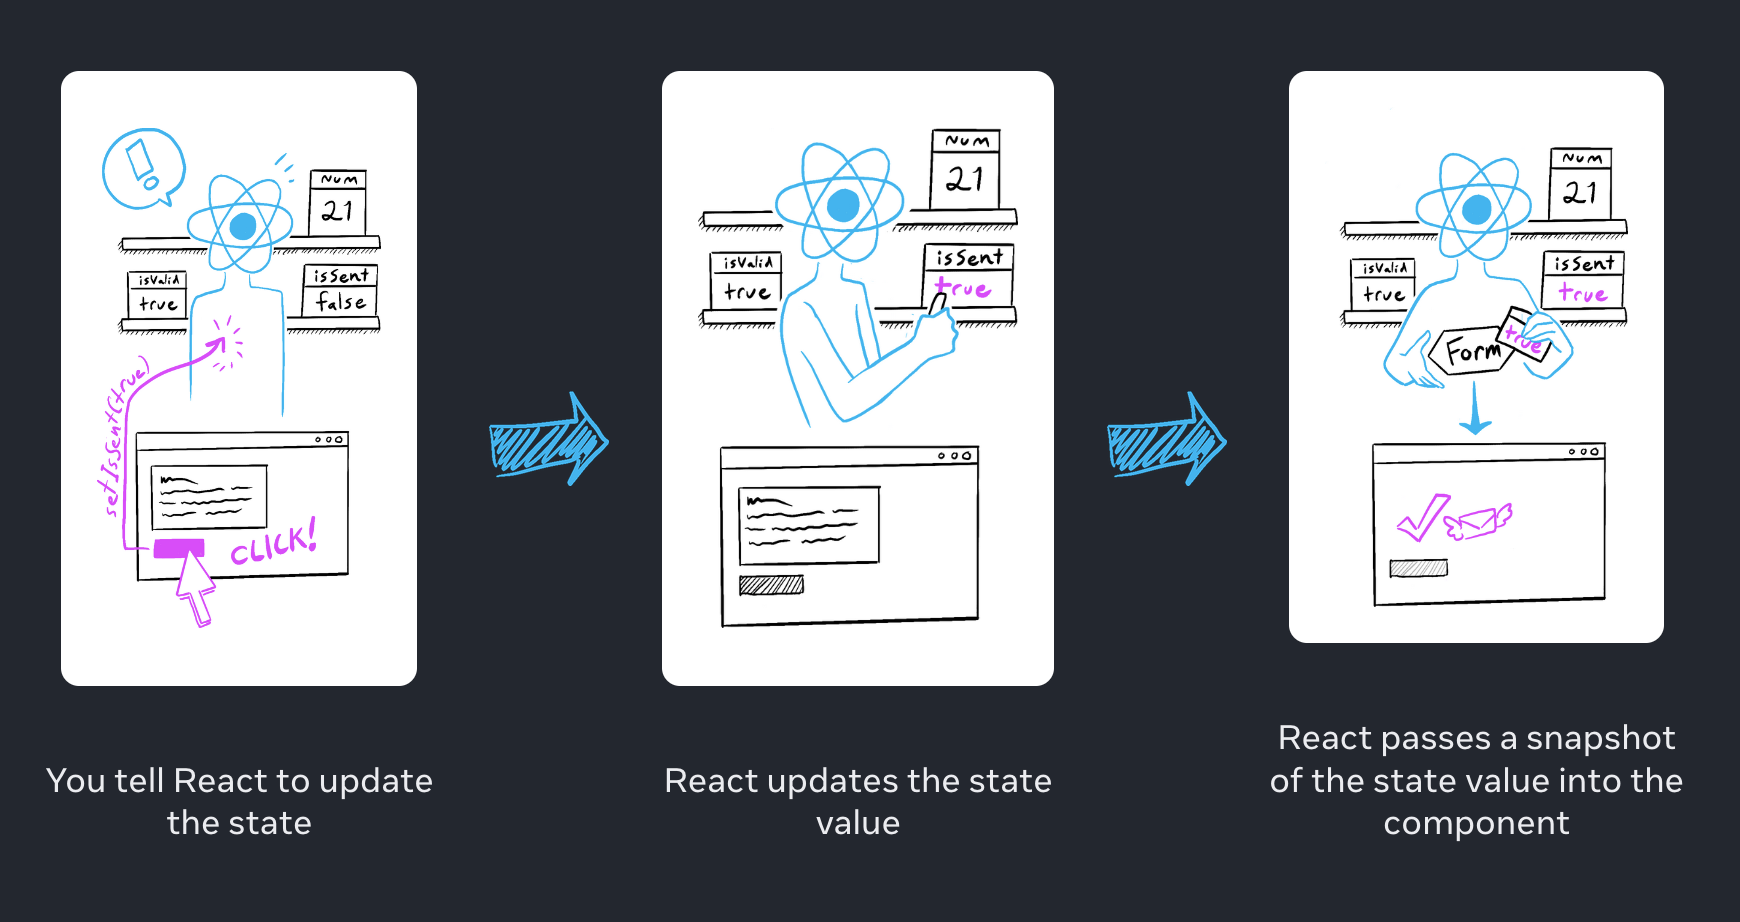 !
Num
21
isValid
true
isSent
false
setIsSent(true)
CLICK!
You tell React to update
the state
Num
21
isValid
true
isSent
true
React updates the state
value
Num
21
isValid
true
isSent
true
Form
true
React passes a snapshot
of the state value into the
component